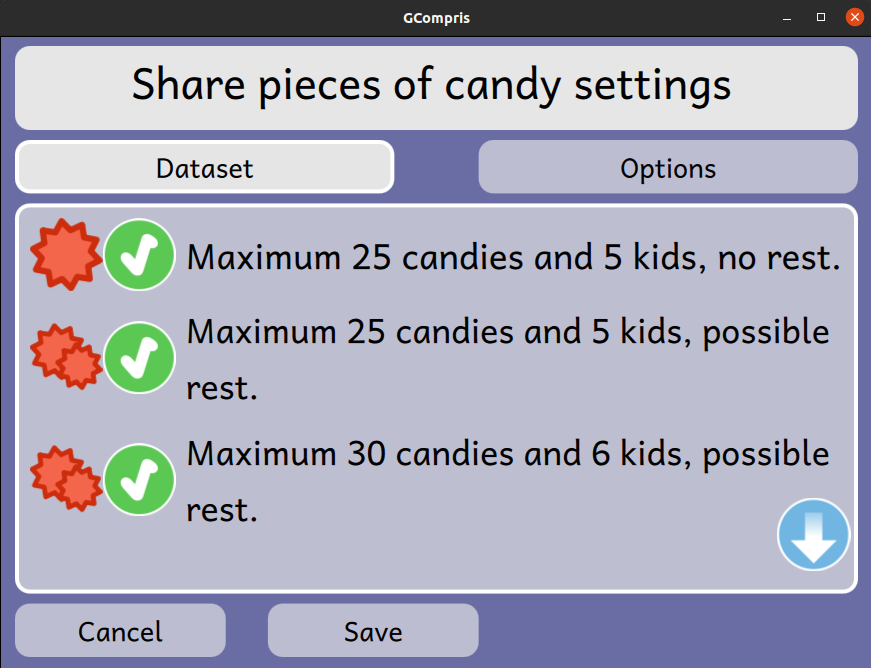 GCompris
Share pieces of candy settings
Dataset
Options
Maximum 25 candies and 5 kids, no rest.
Maximum 25 candies and 5 kids, possible
rest.
Maximum 30 candies and 6 kids, possible
rest.
Cancel
Save